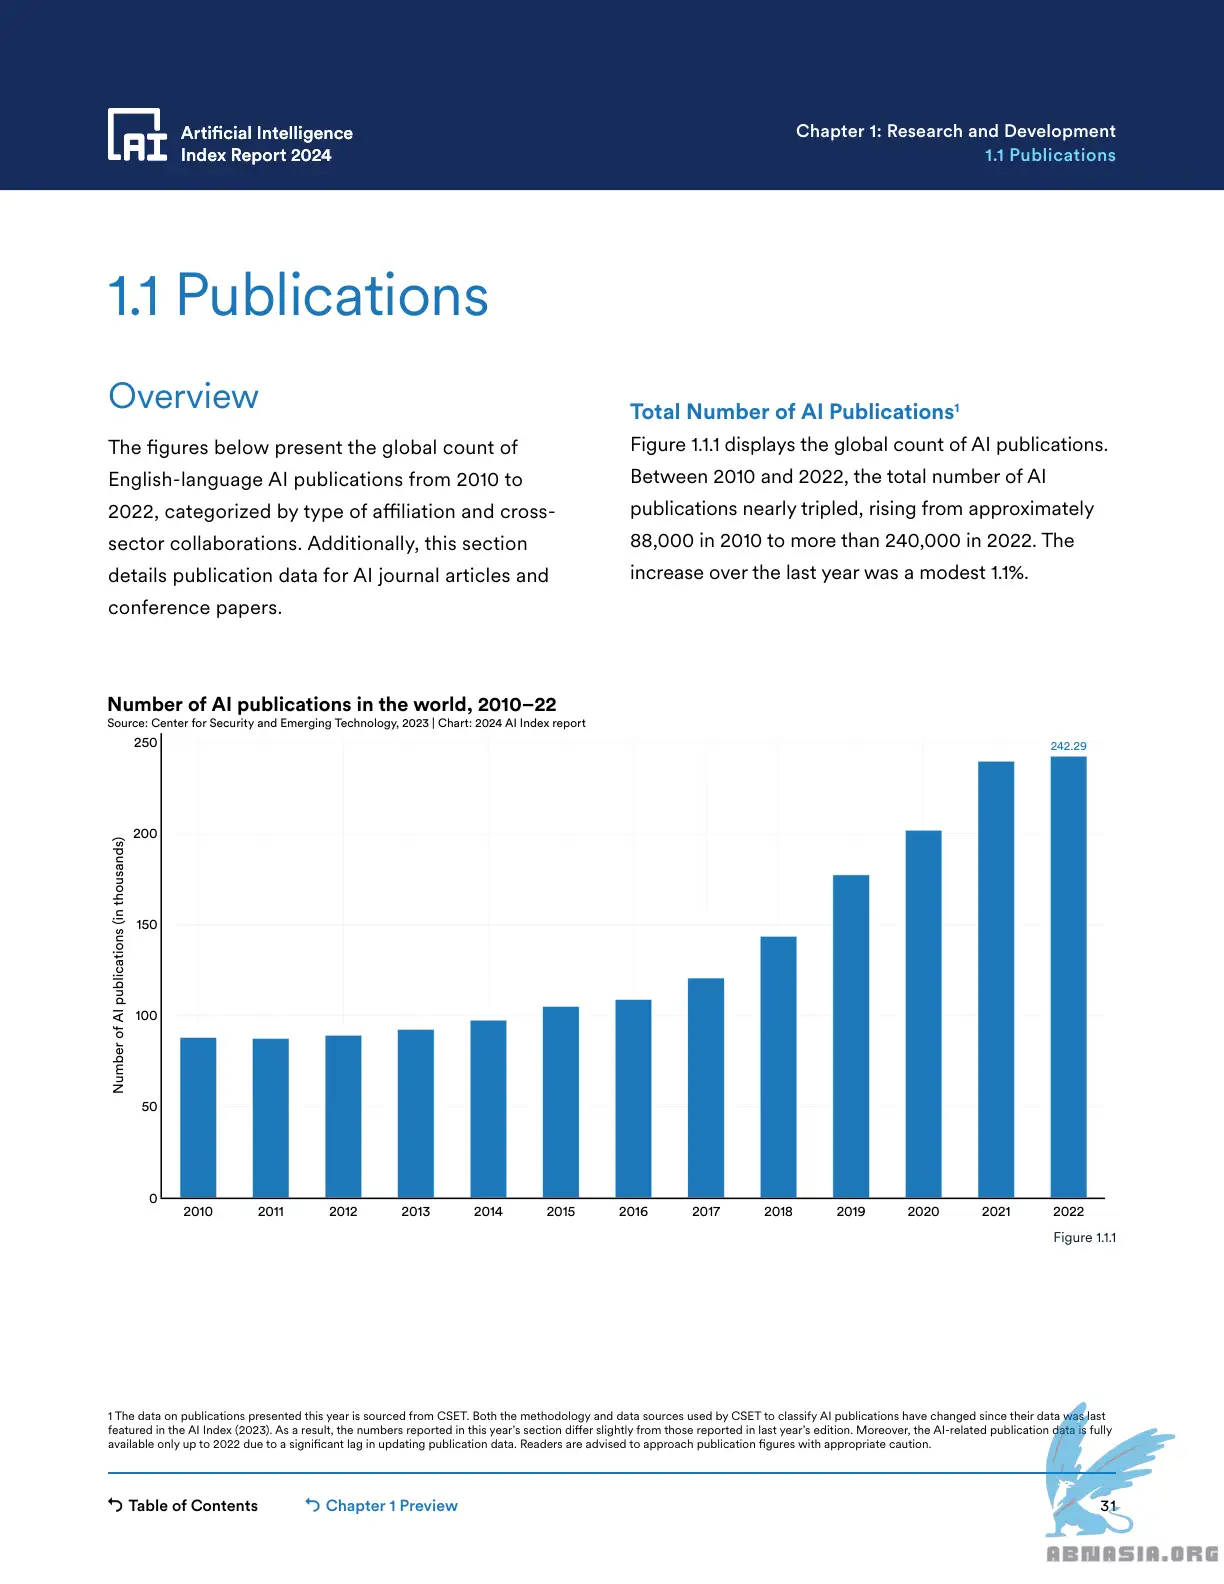 Artificial Intelligence
Index Report 2024
Chapter 1: Research and Development
1.1 Publications
1.1 Publications
Overview
The figures below present the global count of
English-language AI publications from 2010 to
2022, categorized by type of affiliation and cross-
sector collaborations. Additionally, this section
details publication data for AI journal articles and
conference papers.
Total Number of AI Publications¹
Figure 1.1.1 displays the global count of AI publications.
Between 2010 and 2022, the total number of AI
publications nearly tripled, rising from approximately
88,000 in 2010 to more than 240,000 in 2022. The
increase over the last year was a modest 1.1%.
Number of AI publications in the world, 2010–22
Source: Center for Security and Emerging Technology, 2023 | Chart: 2024 AI Index report
Number of AI publications (in thousands)
250
200
150
100
50
0
242.29
2010 2011 2012 2013 2014 2015 2016 2017 2018 2019 2020 2021 2022
Figure 1.1.1
1 The data on publications presented this year is sourced from CSET. Both the methodology and data sources used by CSET to classify AI publications have changed since their data was last
featured in the AI Index (2023). As a result, the numbers reported in this year's section differ slightly from those reported in last year's edition. Moreover, the AI-related publication data is fully
available only up to 2022 due to a significant lag in updating publication data. Readers are advised to approach publication figures with appropriate caution.
Table of Contents
Chapter 1 Preview
31
ABNASIA.ORG